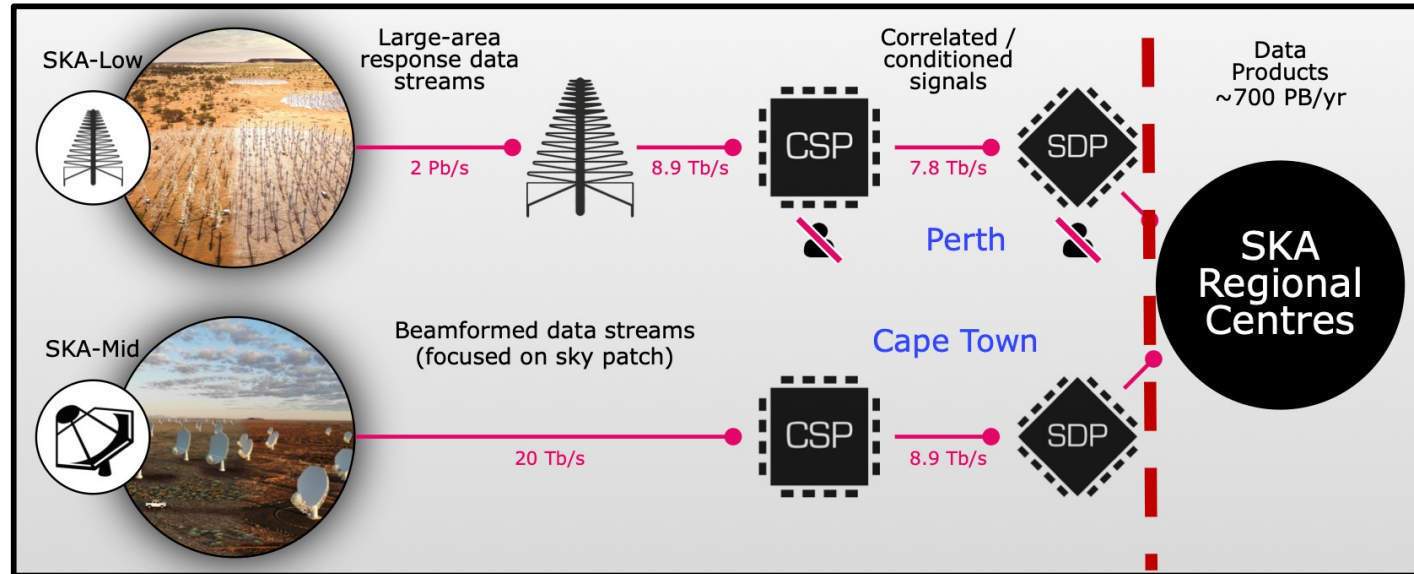 SKA-Low
Large-area
response data
streams
2 Pb/s
8.9 Tb/s
CSP
Correlated /
conditioned
signals
7.8 Tb/s
SDP
Data
Products
~700 PB/yr
Perth
SKA
Regional
Centres
SKA-Mid
Beamformed data streams
(focused on sky patch)
20 Tb/s
Cape Town
CSP
8.9 Tb/s
SDP